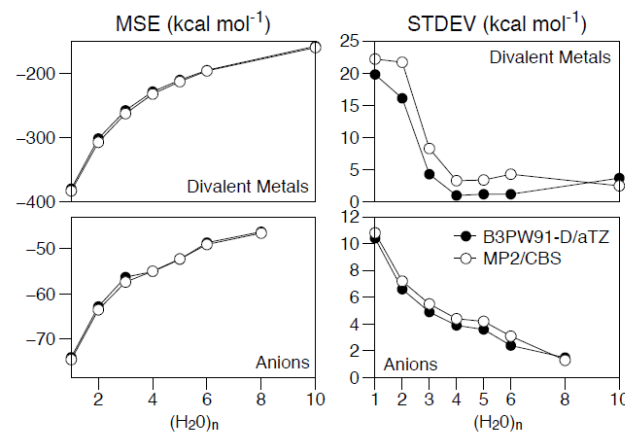 MSE (kcal mol⁻¹)
−200
−300
−400
Divalent Metals
−50
−60
−70
Anions
2 4 6 8 10
(H20)n
STDEV (kcal mol⁻¹)
25
20
15
10
5
0
Divalent Metals
12
10
8
6
4
2
0
B3PW91-D/aTZ
MP2/CBS
Anions
1 2 3 4 5 6 8 10
(H20)n